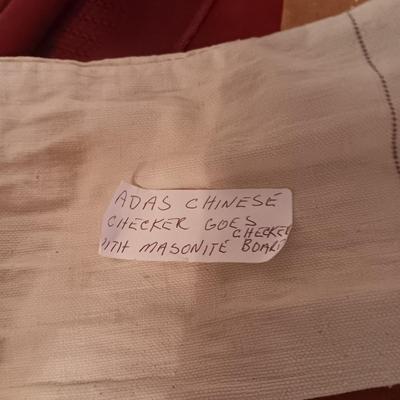 ADAS CHINESE
CHECKER GOES
CHECKER
WITH MASONITE BOARD